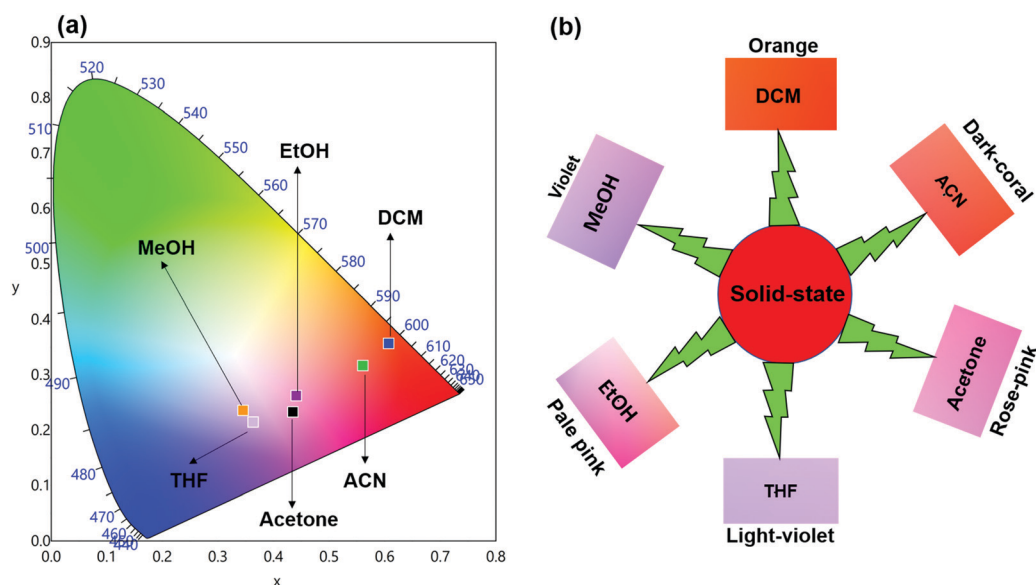 (a)
0.9
0.8
0.7
0.6
0.5
0.4
0.3
0.2
0.1
0.0
y
0.0
0.1
0.2
0.3
0.4
0.5
0.6
0.7
0.8
x
520
530
540
550
560
570
580
590
600
610
620
630
640
650
510
500
490
480
470
460
450
440
EtOH
DCM
MeOH
THF
Acetone
ACN
(b)
Orange
DCM
Dark-coral
ACN
Violet
MeOH
Solid-state
Acetone
Rose-pink
EtOH
Pale pink
THF
Light-violet